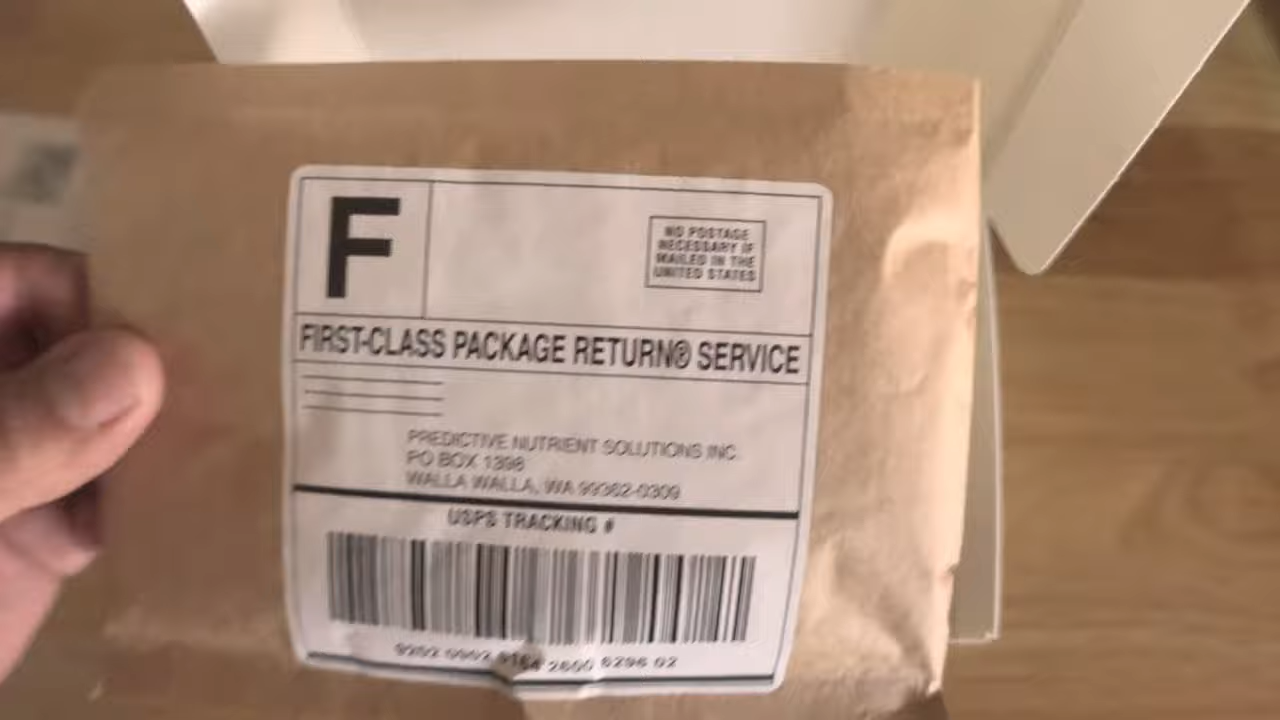 F
NO POSTAGE
NECESSARY IF
MAILED IN THE
UNITED STATES
FIRST-CLASS PACKAGE RETURN® SERVICE
PREDICTIVE NUTRIENT SOLUTIONS INC.
PO BOX 1398
WALLA WALLA, WA 99362-0309
USPS TRACKING #